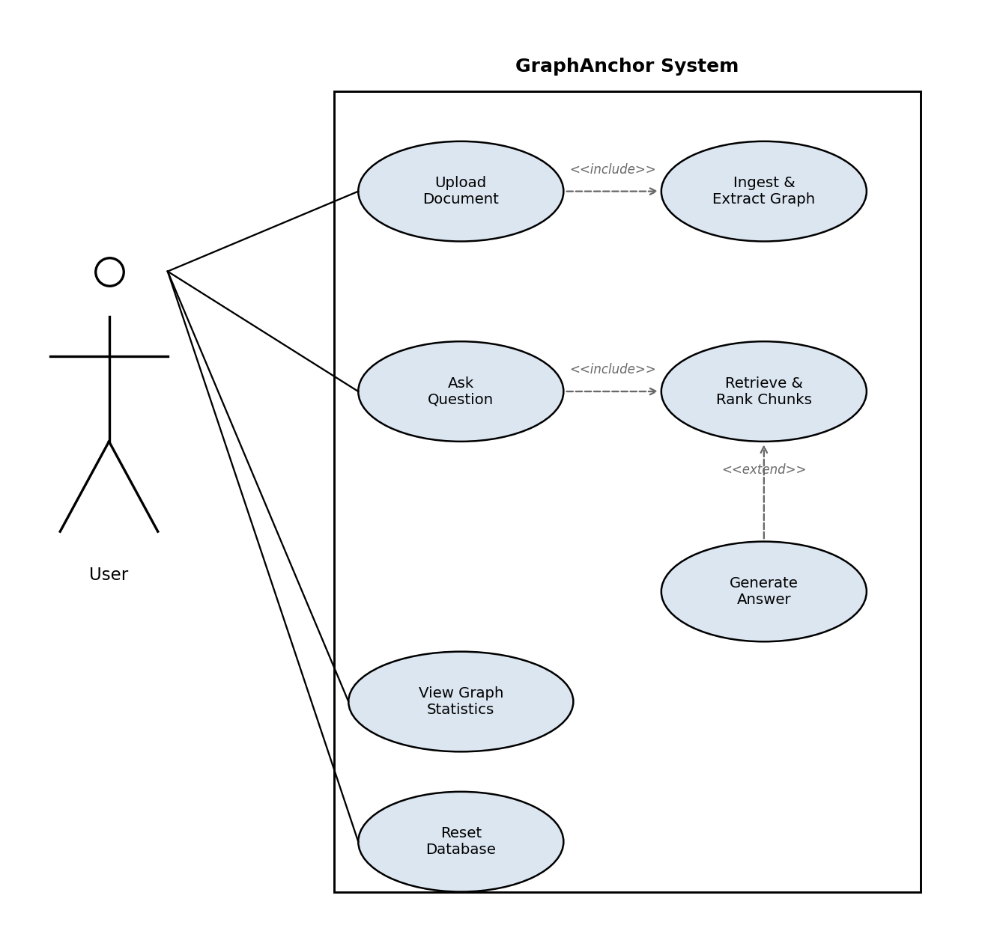 GraphAnchor System
Upload
Document
<<include>>
Ingest &
Extract Graph
Ask
Question
<<include>>
Retrieve &
Rank Chunks
<<extend>>
Generate
Answer
User
View Graph
Statistics
Reset
Database